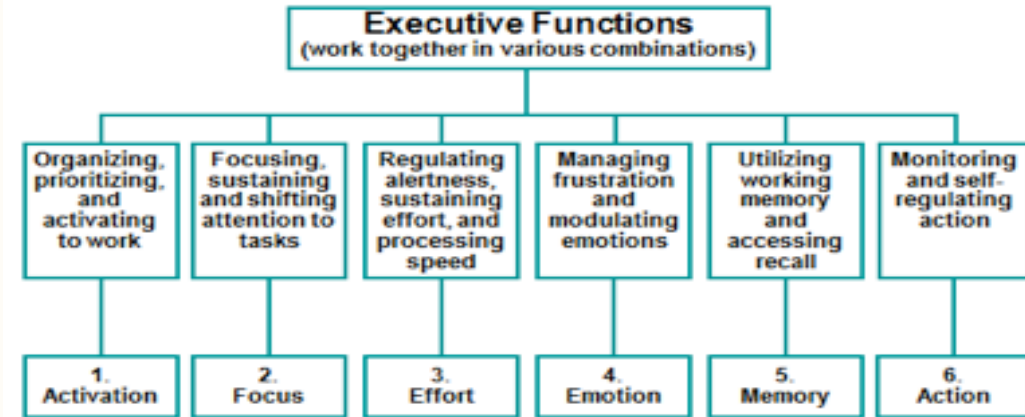 Executive Functions
(work together in various combinations)
Organizing,
prioritizing,
and
activating
to work
Focusing,
sustaining
and shifting
attention to
tasks
Regulating
alertness,
sustaining
effort, and
processing
speed
Managing
frustration
and
modulating
emotions
Utilizing
working
memory
and
accessing
recall
Monitoring
and self-
regulating
action
1.
Activation
2.
Focus
3.
Effort
4.
Emotion
5.
Memory
6.
Action